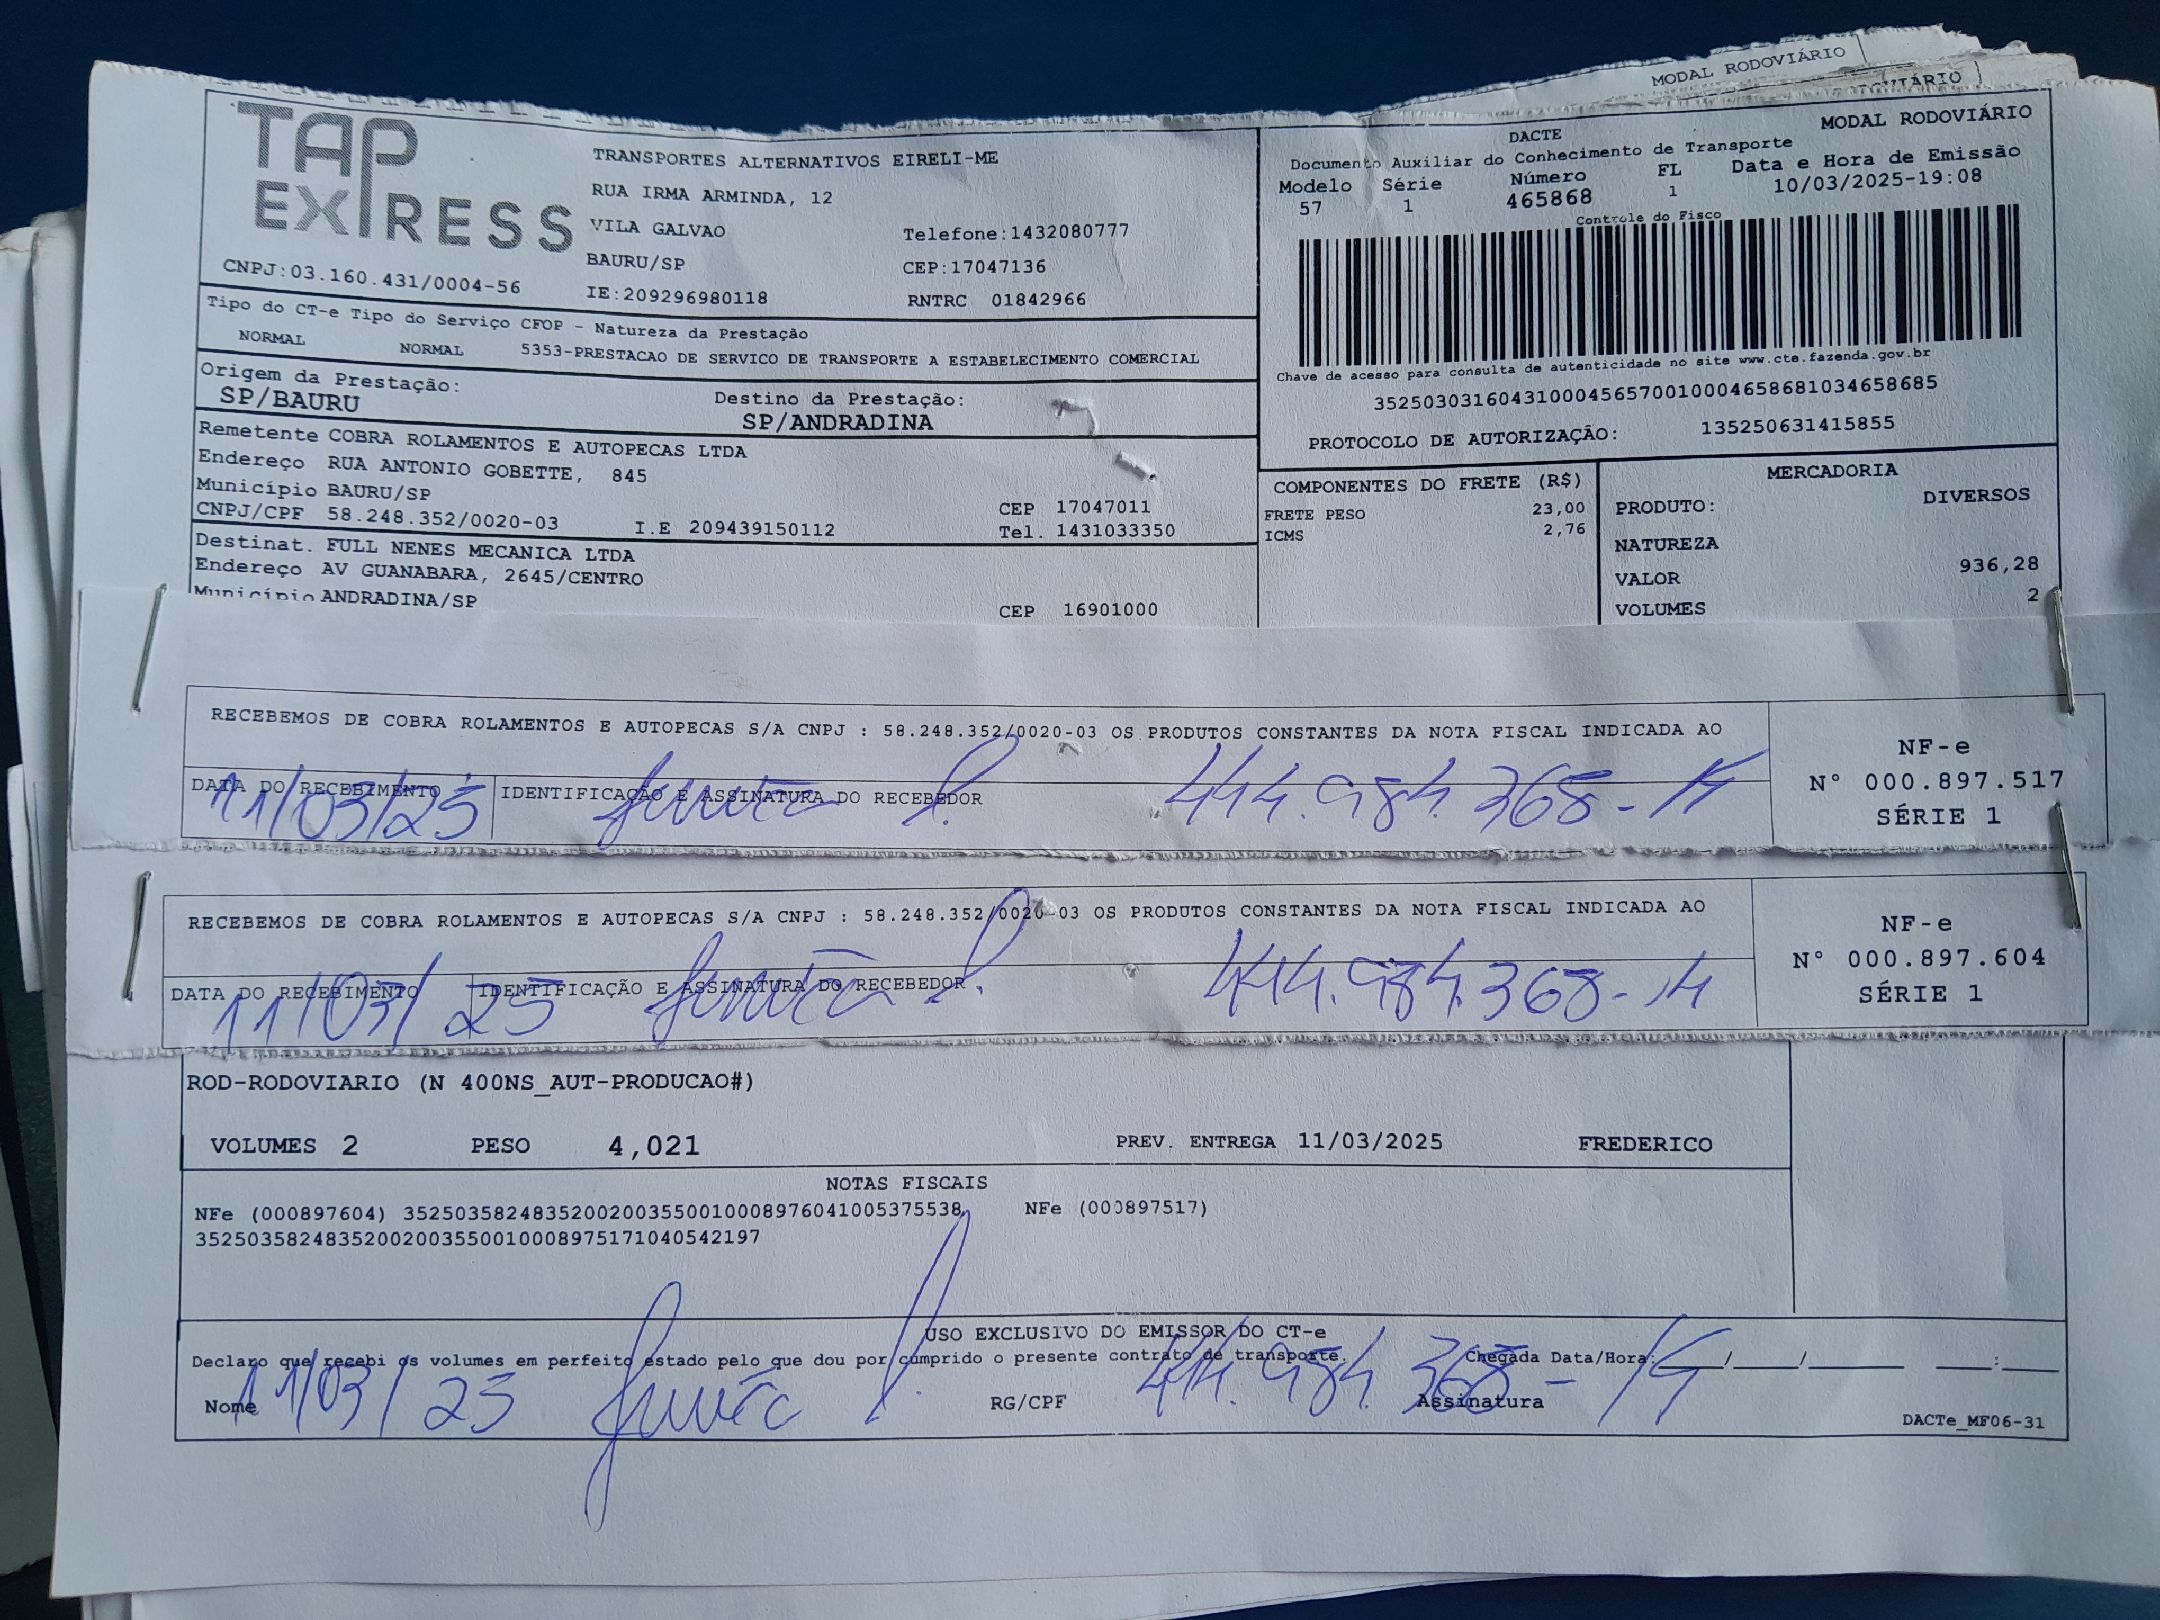 MODAL RODOVIÁRIO
TAP EXPRESS
TRANSPORTES ALTERNATIVOS EIRELI-ME
RUA IRMA ARMINDA, 12
VILA GALVAO
Telefone:1432080777
BAURU/SP
CEP:17047136
CNPJ:03.160.431/0004-56
IE:209296980118
RNTRC 01842966
DACTE
MODAL RODOVIÁRIO
Documento Auxiliar do Conhecimento de Transporte
Modelo Série Número FL Data e Hora de Emissão
57 1 465868 1 10/03/2025-19:08
Controle do Fisco
Chave de acesso para consulta de autenticidade no site www.cte.fazenda.gov.br
35250303160431000456570010004658681034658685
PROTOCOLO DE AUTORIZAÇÃO: 135250631415855
Tipo do CT-e Tipo do Serviço CFOP - Natureza da Prestação
NORMAL NORMAL 5353-PRESTACAO DE SERVICO DE TRANSPORTE A ESTABELECIMENTO COMERCIAL
Origem da Prestação: Destino da Prestação:
SP/BAURU SP/ANDRADINA
Remetente COBRA ROLAMENTOS E AUTOPECAS LTDA
Endereço RUA ANTONIO GOBETTE, 845
Município BAURU/SP CEP 17047011
CNPJ/CPF 58.248.352/0020-03 I.E 209439150112 Tel. 1431033350
Destinat. FULL NENES MECANICA LTDA
Endereço AV GUANABARA, 2645/CENTRO
Município ANDRADINA/SP CEP 16901000
COMPONENTES DO FRETE (R$)
FRETE PESO 23,00
ICMS 2,76
MERCADORIA
PRODUTO: DIVERSOS
NATUREZA
VALOR 936,28
VOLUMES 2
RECEBEMOS DE COBRA ROLAMENTOS E AUTOPECAS S/A CNPJ : 58.248.352/0020-03 OS PRODUTOS CONSTANTES DA NOTA FISCAL INDICADA AO
DATA DO RECEBIMENTO IDENTIFICAÇÃO E ASSINATURA DO RECEBEDOR
11/03/25 444.984.368-14
NF-e
N° 000.897.517
SÉRIE 1
RECEBEMOS DE COBRA ROLAMENTOS E AUTOPECAS S/A CNPJ : 58.248.352/0020-03 OS PRODUTOS CONSTANTES DA NOTA FISCAL INDICADA AO
DATA DO RECEBIMENTO IDENTIFICAÇÃO E ASSINATURA DO RECEBEDOR
11/03/25 444.984.368-14
NF-e
N° 000.897.604
SÉRIE 1
ROD-RODOVIARIO (N 400NS_AUT-PRODUCAO#)
VOLUMES 2 PESO 4,021 PREV. ENTREGA 11/03/2025 FREDERICO
NOTAS FISCAIS
NFe (000897604) 35250358248352002003550010008976041005375538, NFe (000897517)
35250358248352002003550010008975171040542197
USO EXCLUSIVO DO EMISSOR DO CT-e
Declaro que recebi os volumes em perfeito estado pelo que dou por cumprido o presente contrato de transporte. Chegada Data/Hora: / / :
Nome 11/03/25 RG/CPF 444.984.368-14 Assinatura
DACTe_MF06-31